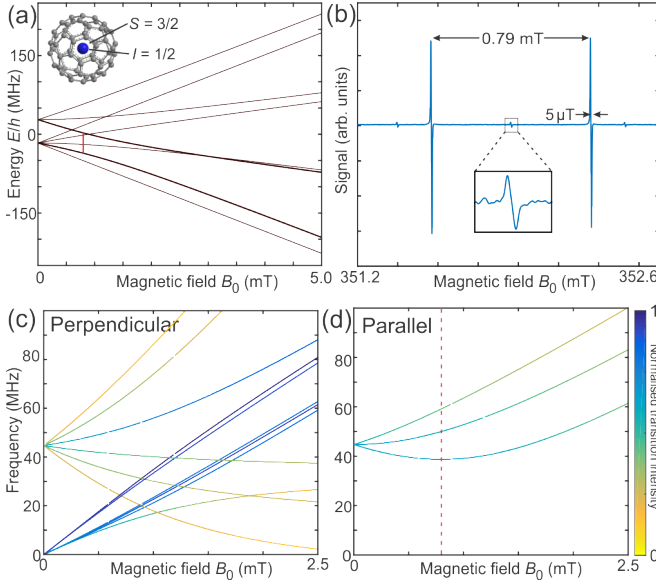 (a)
S = 3/2
I = 1/2
150
0
-150
Energy E/h (MHz)
0
Magnetic field B0 (mT)
5.0
(b)
0.79 mT
5 µT
Signal (arb. units)
351.2
Magnetic field B0 (mT)
352.6
(c)
Perpendicular
80
60
40
20
0
Frequency (MHz)
0
Magnetic field B0 (mT)
2.5
(d)
Parallel
80
60
40
20
0
0
Magnetic field B0 (mT)
2.5
1
Normalised transition intensity
0